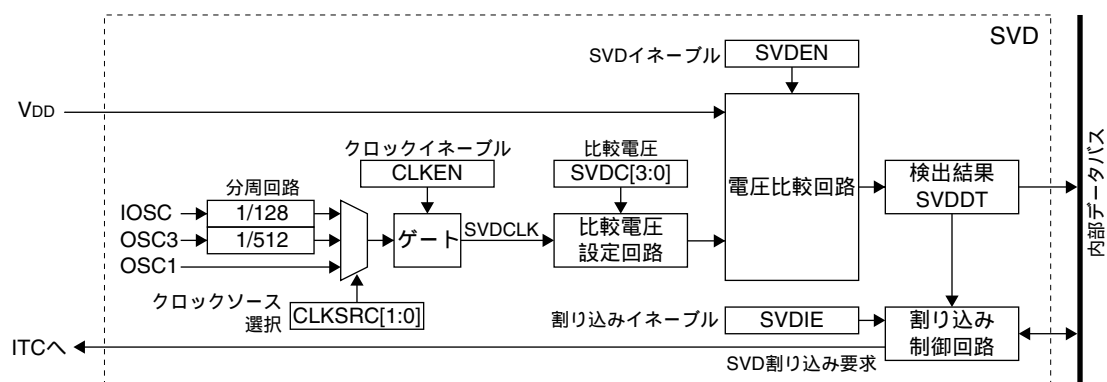 SVD
SVDイネーブル
SVDEN
VDD
クロックイネーブル
CLKEN
比較電圧
SVDC[3:0]
電圧比較回路
検出結果
SVDDT
内部データバス
分周回路
IOSC
1/128
OSC3
1/512
OSC1
ゲート
SVDCLK
比較電圧
設定回路
クロックソース
選択
CLKSRC[1:0]
割り込みイネーブル
SVDIE
割り込み
制御回路
ITCへ
SVD割り込み要求